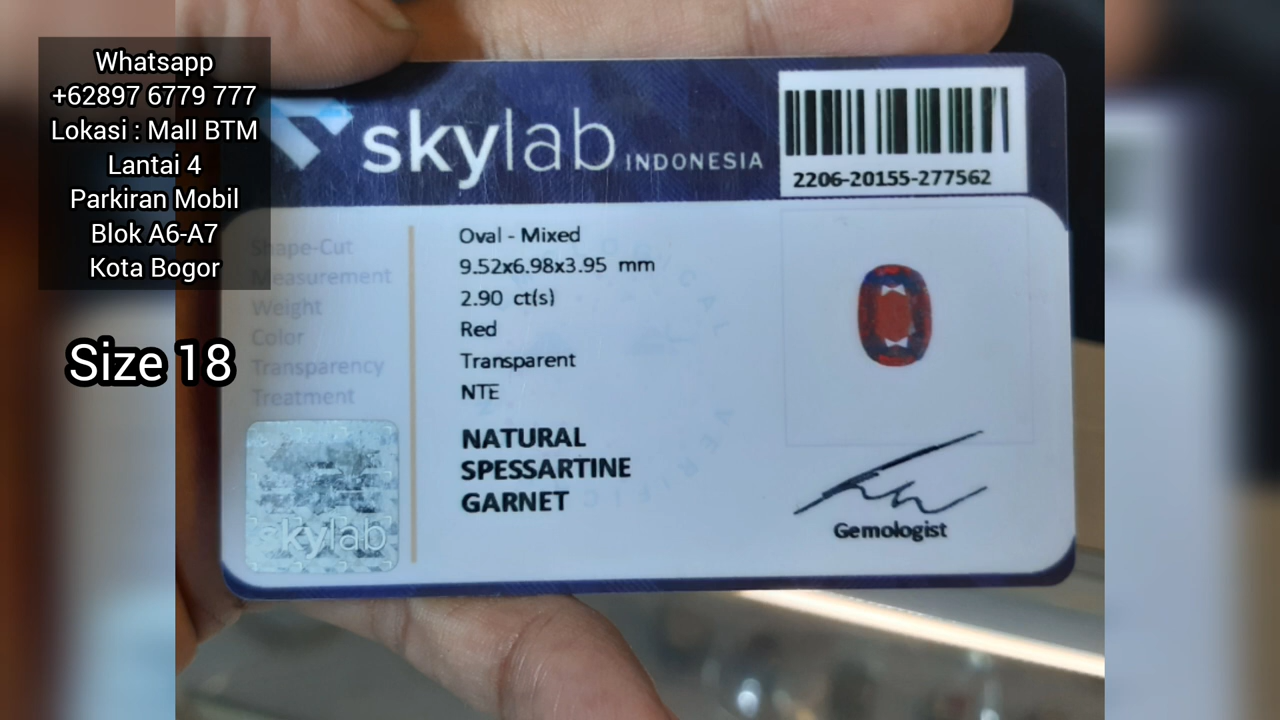 Whatsapp
+62897 6779 777
Lokasi : Mall BTM
Lantai 4
Parkiran Mobil
Blok A6-A7
Kota Bogor
Size 18
skylab INDONESIA
2206-20155-277562
Shape-Cut
Oval - Mixed
Measurement
9.52x6.98x3.95 mm
Weight
2.90 ct(s)
Color
Red
Transparency
Transparent
Treatment
NTE
NATURAL
SPESSARTINE
GARNET
skylab
Gemologist